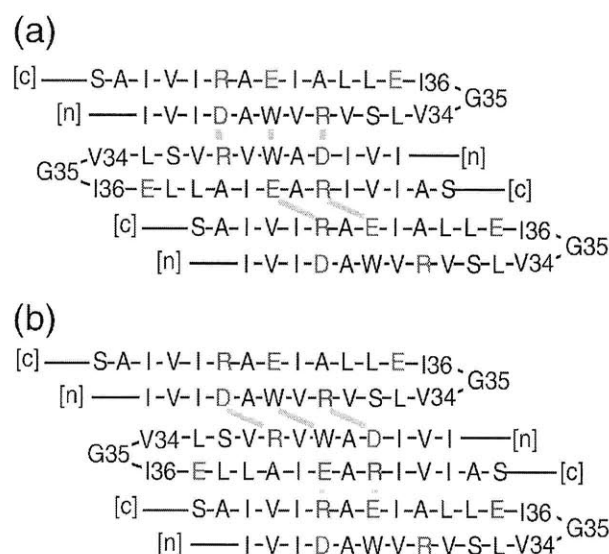 (a)
[c]—S-A-I-V-I-R-A-E-I-A-L-L-E-I36
G35
[n]—I-V-I-D-A-W-V-R-V-S-L-V34
V34-L-S-V-R-V-W-A-D-I-V-I—[n]
G35
I36-E-L-L-A-I-E-A-R-I-V-I-A-S—[c]
[c]—S-A-I-V-I-R-A-E-I-A-L-L-E-I36
G35
[n]—I-V-I-D-A-W-V-R-V-S-L-V34
(b)
[c]—S-A-I-V-I-R-A-E-I-A-L-L-E-I36
G35
[n]—I-V-I-D-A-W-V-R-V-S-L-V34
V34-L-S-V-R-V-W-A-D-I-V-I—[n]
G35
I36-E-L-L-A-I-E-A-R-I-V-I-A-S—[c]
[c]—S-A-I-V-I-R-A-E-I-A-L-L-E-I36
G35
[n]—I-V-I-D-A-W-V-R-V-S-L-V34